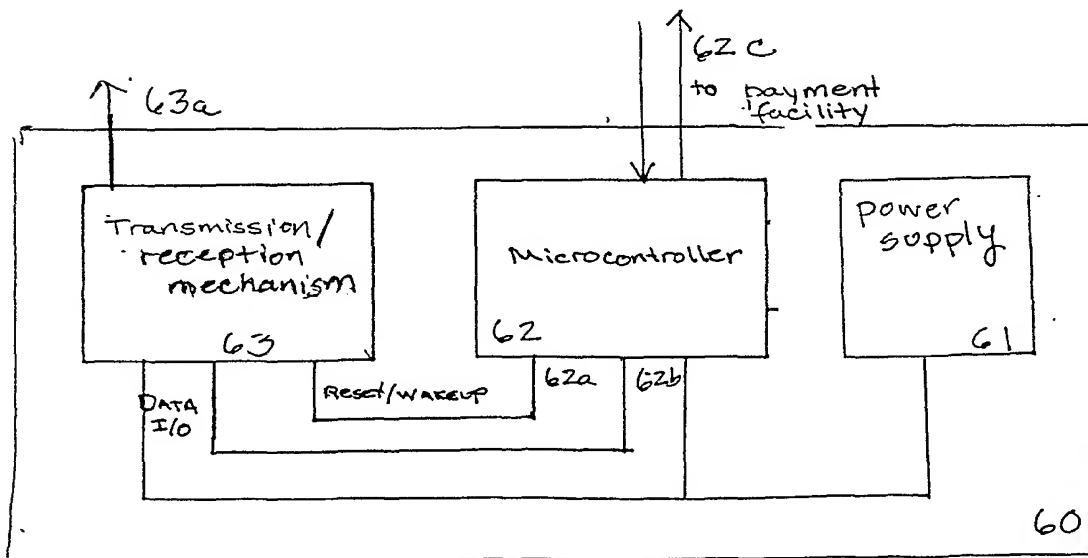 63a
62c
to payment
facility
Transmission/
reception
mechanism
63
Microcontroller
62
power
supply
61
DATA
I/O
Reset/WAKEUP
62a
62b
60